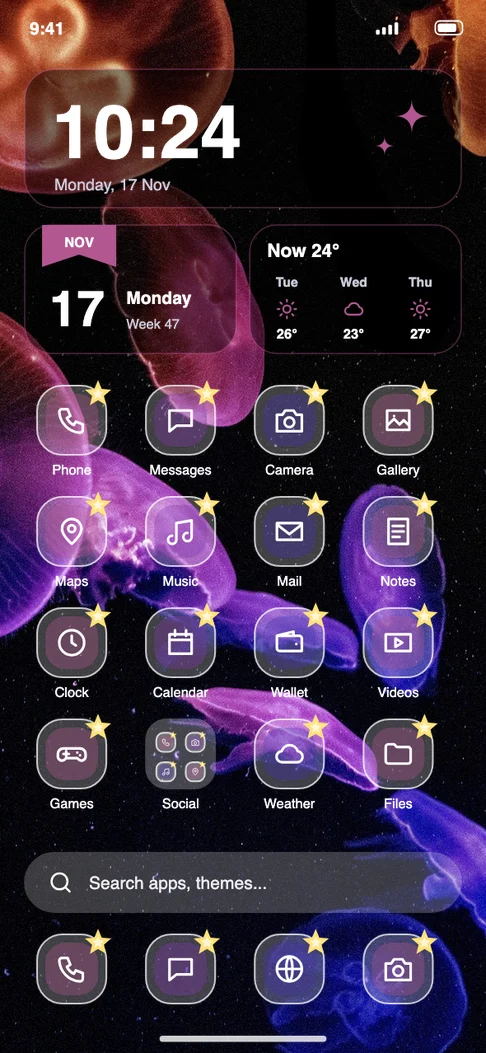 9:41
10:24
Monday, 17 Nov
NOV
17
Monday
Week 47
Now 24°
Tue Wed Thu
26° 23° 27°
Phone Messages Camera Gallery
Maps Music Mail Notes
Clock Calendar Wallet Videos
Games Social Weather Files
Search apps, themes...